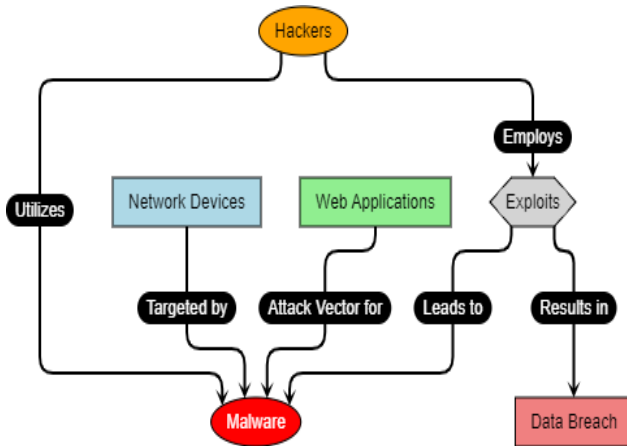 Hackers
Employs
Utilizes
Network Devices
Web Applications
Exploits
Targeted by
Attack Vector for
Leads to
Results in
Malware
Data Breach